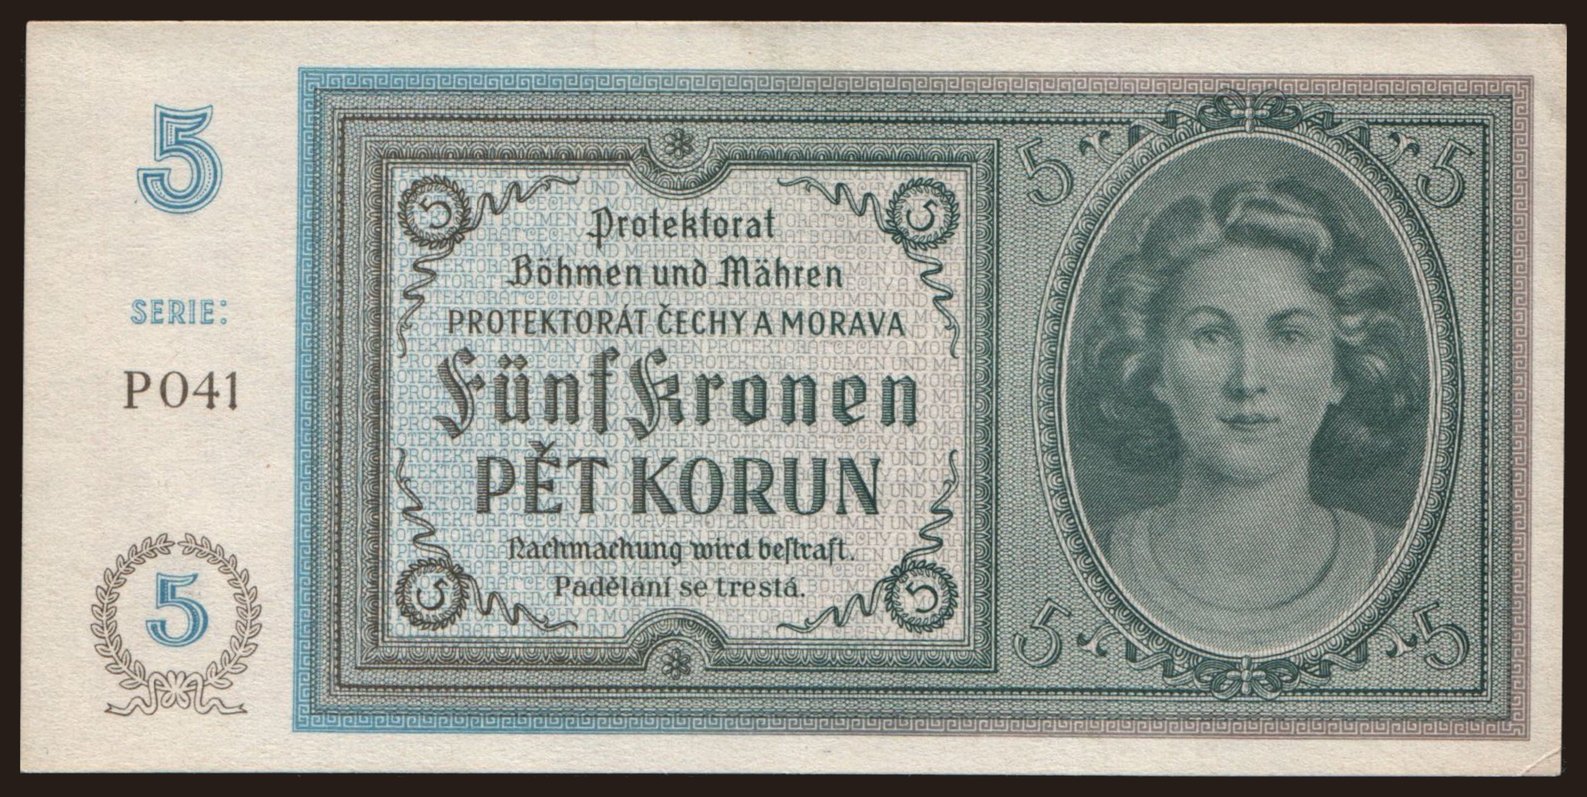 5
SERIE:
P041
5
5 5
Protektorat
Böhmen und Mähren
PROTEKTORÁT ČECHY A MORAVA
Fünf Kronen
PĚT KORUN
Nachmachung wird bestraft.
Padělání se trestá.
5 5
5 5
5 5